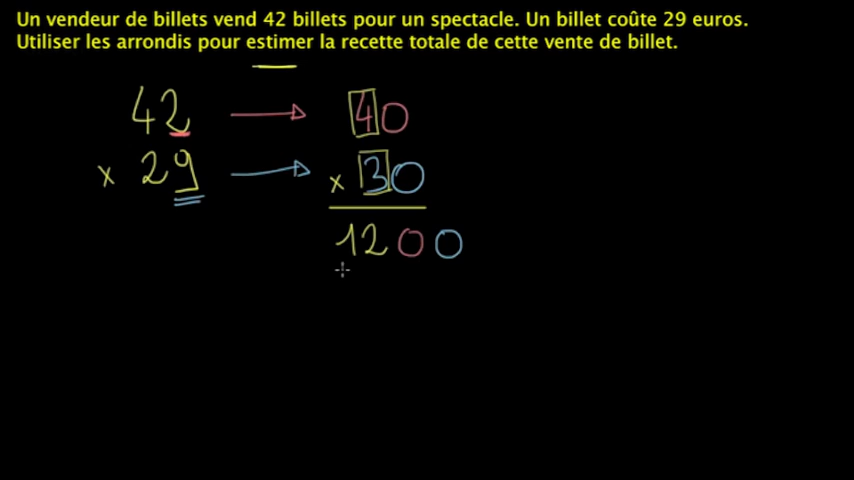 Un vendeur de billets vend 42 billets pour un spectacle. Un billet coûte 29 euros.
Utiliser les arrondis pour estimer la recette totale de cette vente de billet.
42 → 40
x 29 → x 30
1200